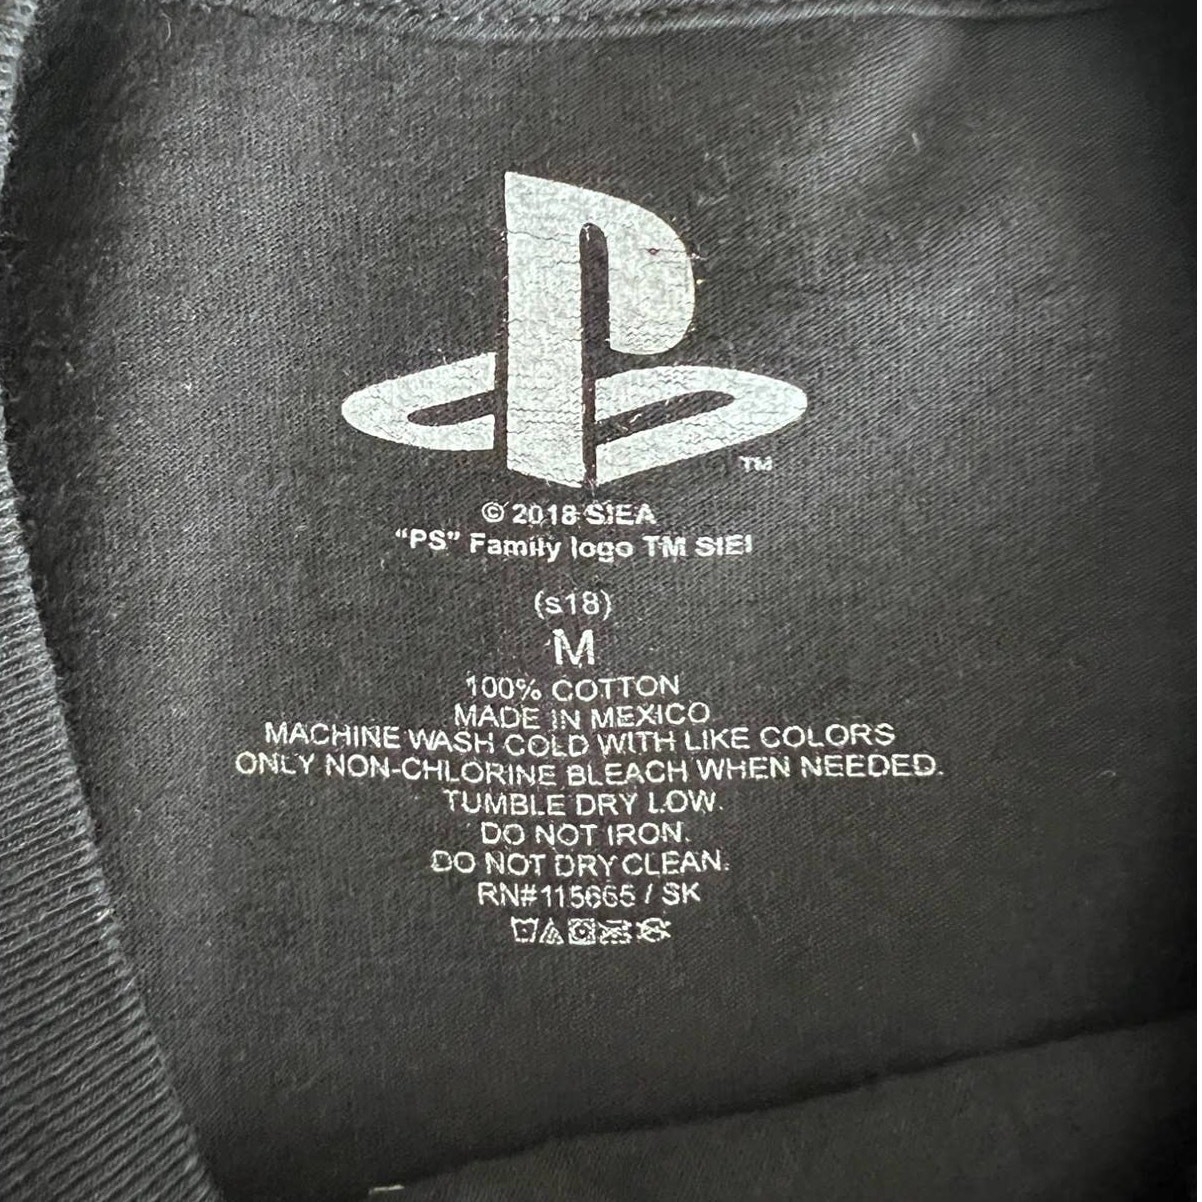 TM
© 2018 SIEA
“PS” Family logo TM SIEI
(s18)
M
100% COTTON
MADE IN MEXICO
MACHINE WASH COLD WITH LIKE COLORS
ONLY NON-CHLORINE BLEACH WHEN NEEDED.
TUMBLE DRY LOW.
DO NOT IRON.
DO NOT DRY CLEAN.
RN#115665 / SK